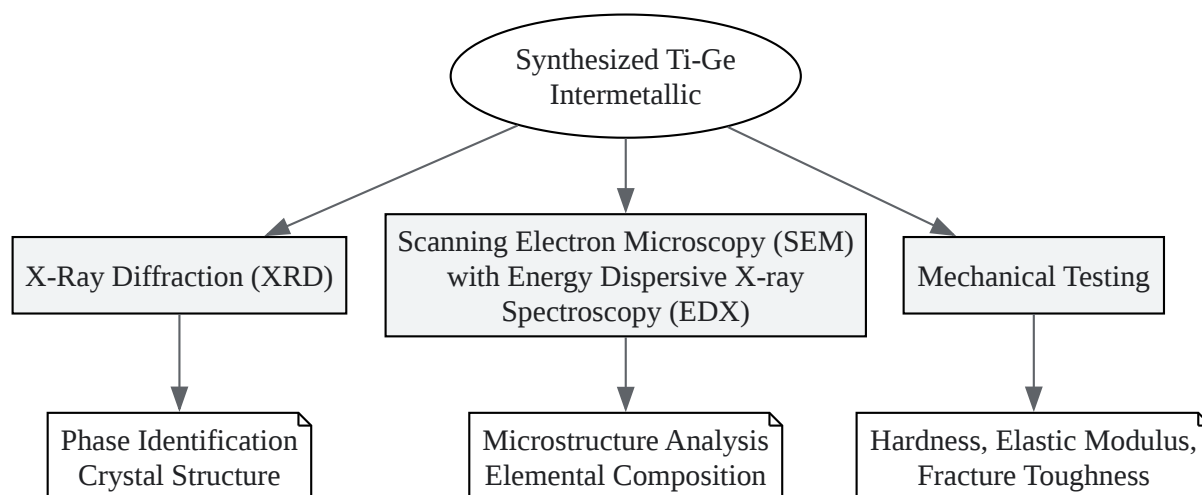 Synthesized Ti-Ge
Intermetallic
X-Ray Diffraction (XRD)
Scanning Electron Microscopy (SEM)
with Energy Dispersive X-ray
Spectroscopy (EDX)
Mechanical Testing
Phase Identification
Crystal Structure
Microstructure Analysis
Elemental Composition
Hardness, Elastic Modulus,
Fracture Toughness